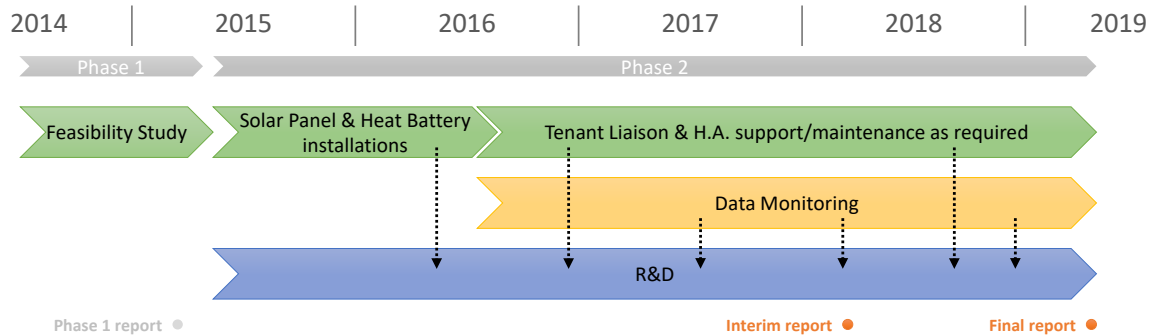 2014 2015 2016 2017 2018 2019
Phase 1 Phase 2
Feasibility Study
Solar Panel & Heat Battery
installations
Tenant Liaison & H.A. support/maintenance as required
Data Monitoring
R&D
Phase 1 report Interim report Final report